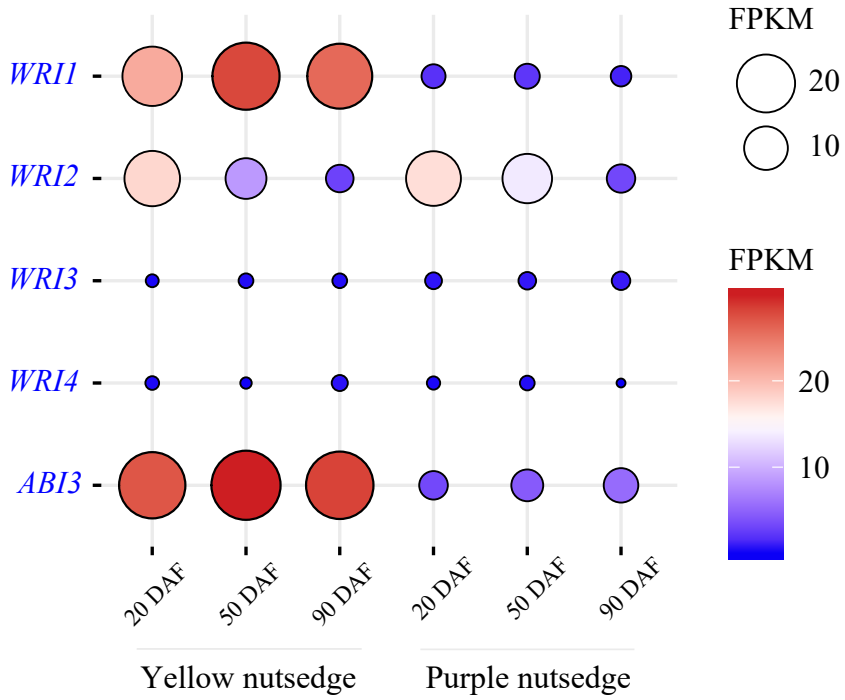 FPKM
20
10
WRI1
WRI2
WRI3
WRI4
ABI3
FPKM
20
10
20 DAF
50 DAF
90 DAF
20 DAF
50 DAF
90 DAF
Yellow nutsedge
Purple nutsedge